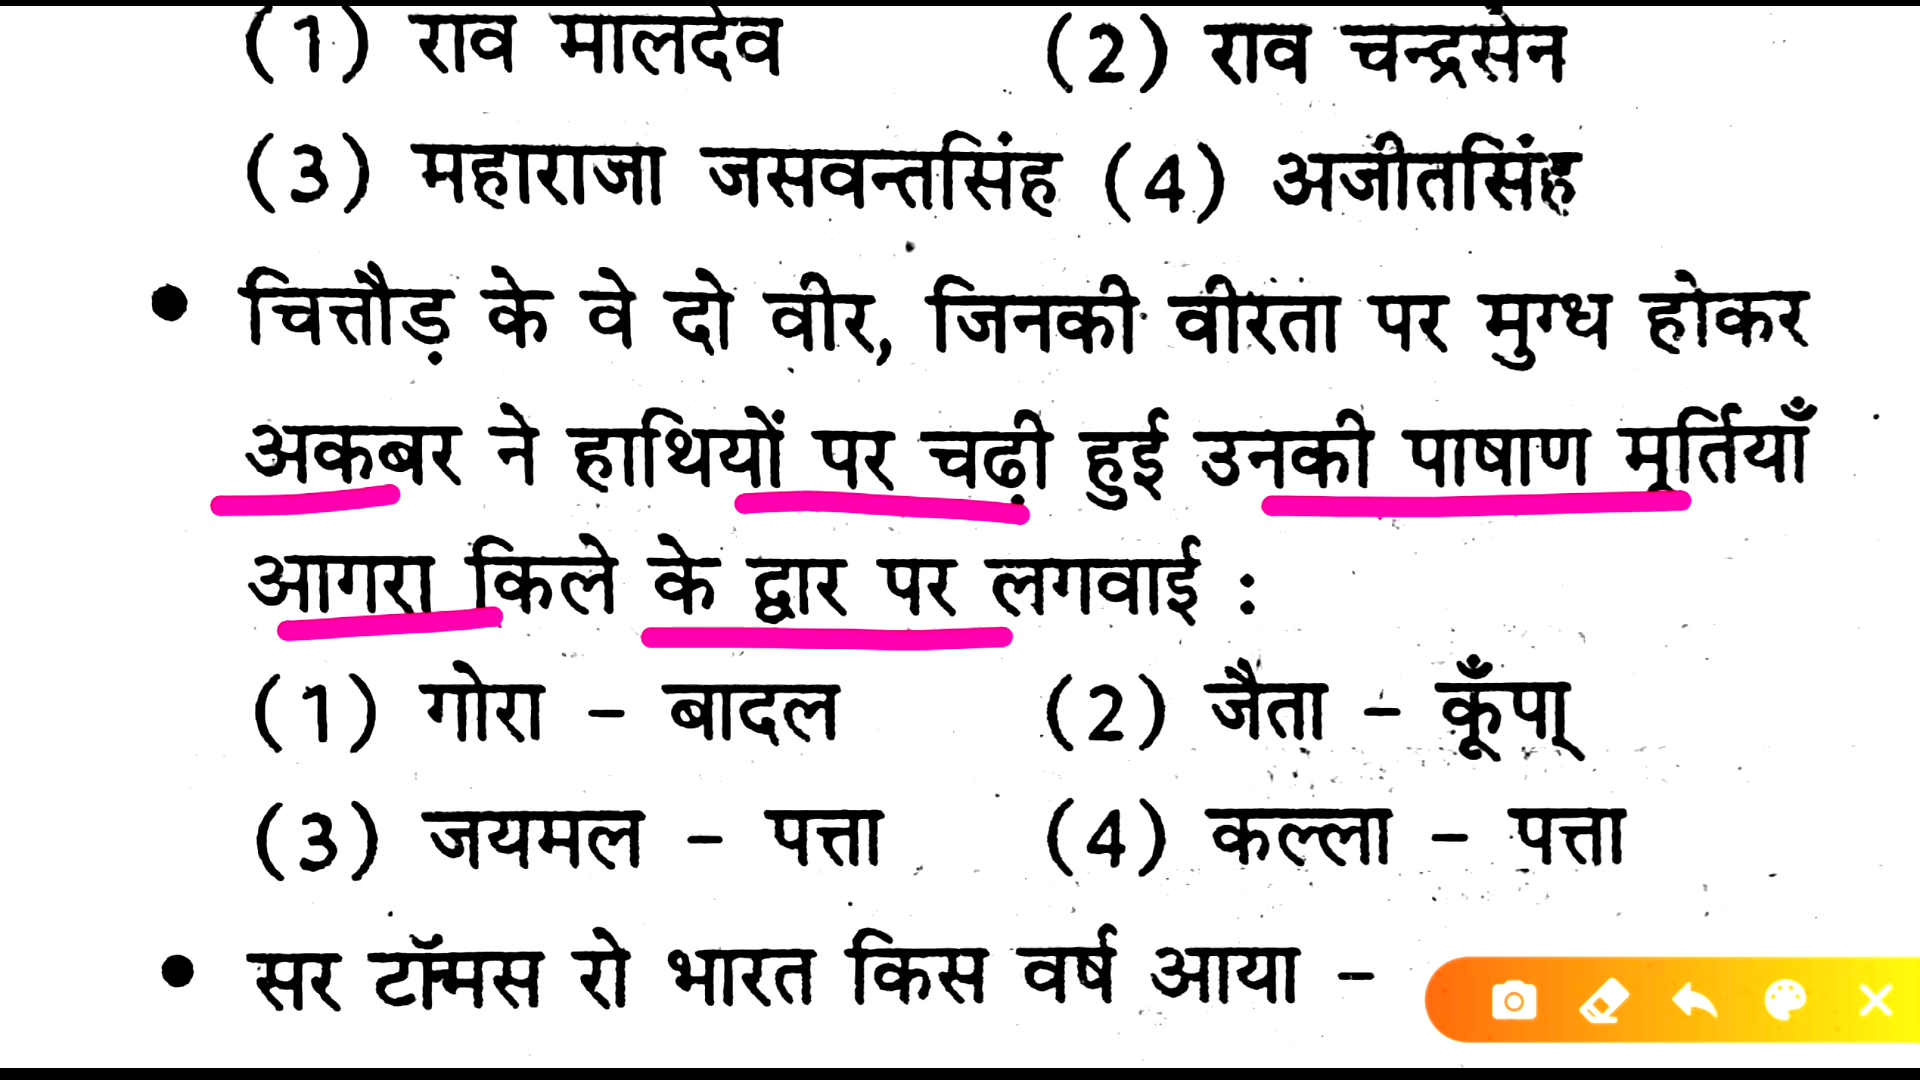 (1) राव मालदेव (2) राव चन्द्रसेन
(3) महाराजा जसवन्तसिंह (4) अजीतसिंह
• चित्तौड़ के वे दो वीर, जिनकी वीरता पर मुग्ध होकर
अकबर ने हाथियों पर चढ़ी हुई उनकी पाषाण मूर्तियाँ
आगरा किले के द्वार पर लगवाई :
(1) गोरा – बादल (2) जैता – कूँपा
(3) जयमल – पत्ता (4) कल्ला – पत्ता
• सर टॉमस रो भारत किस वर्ष आया –